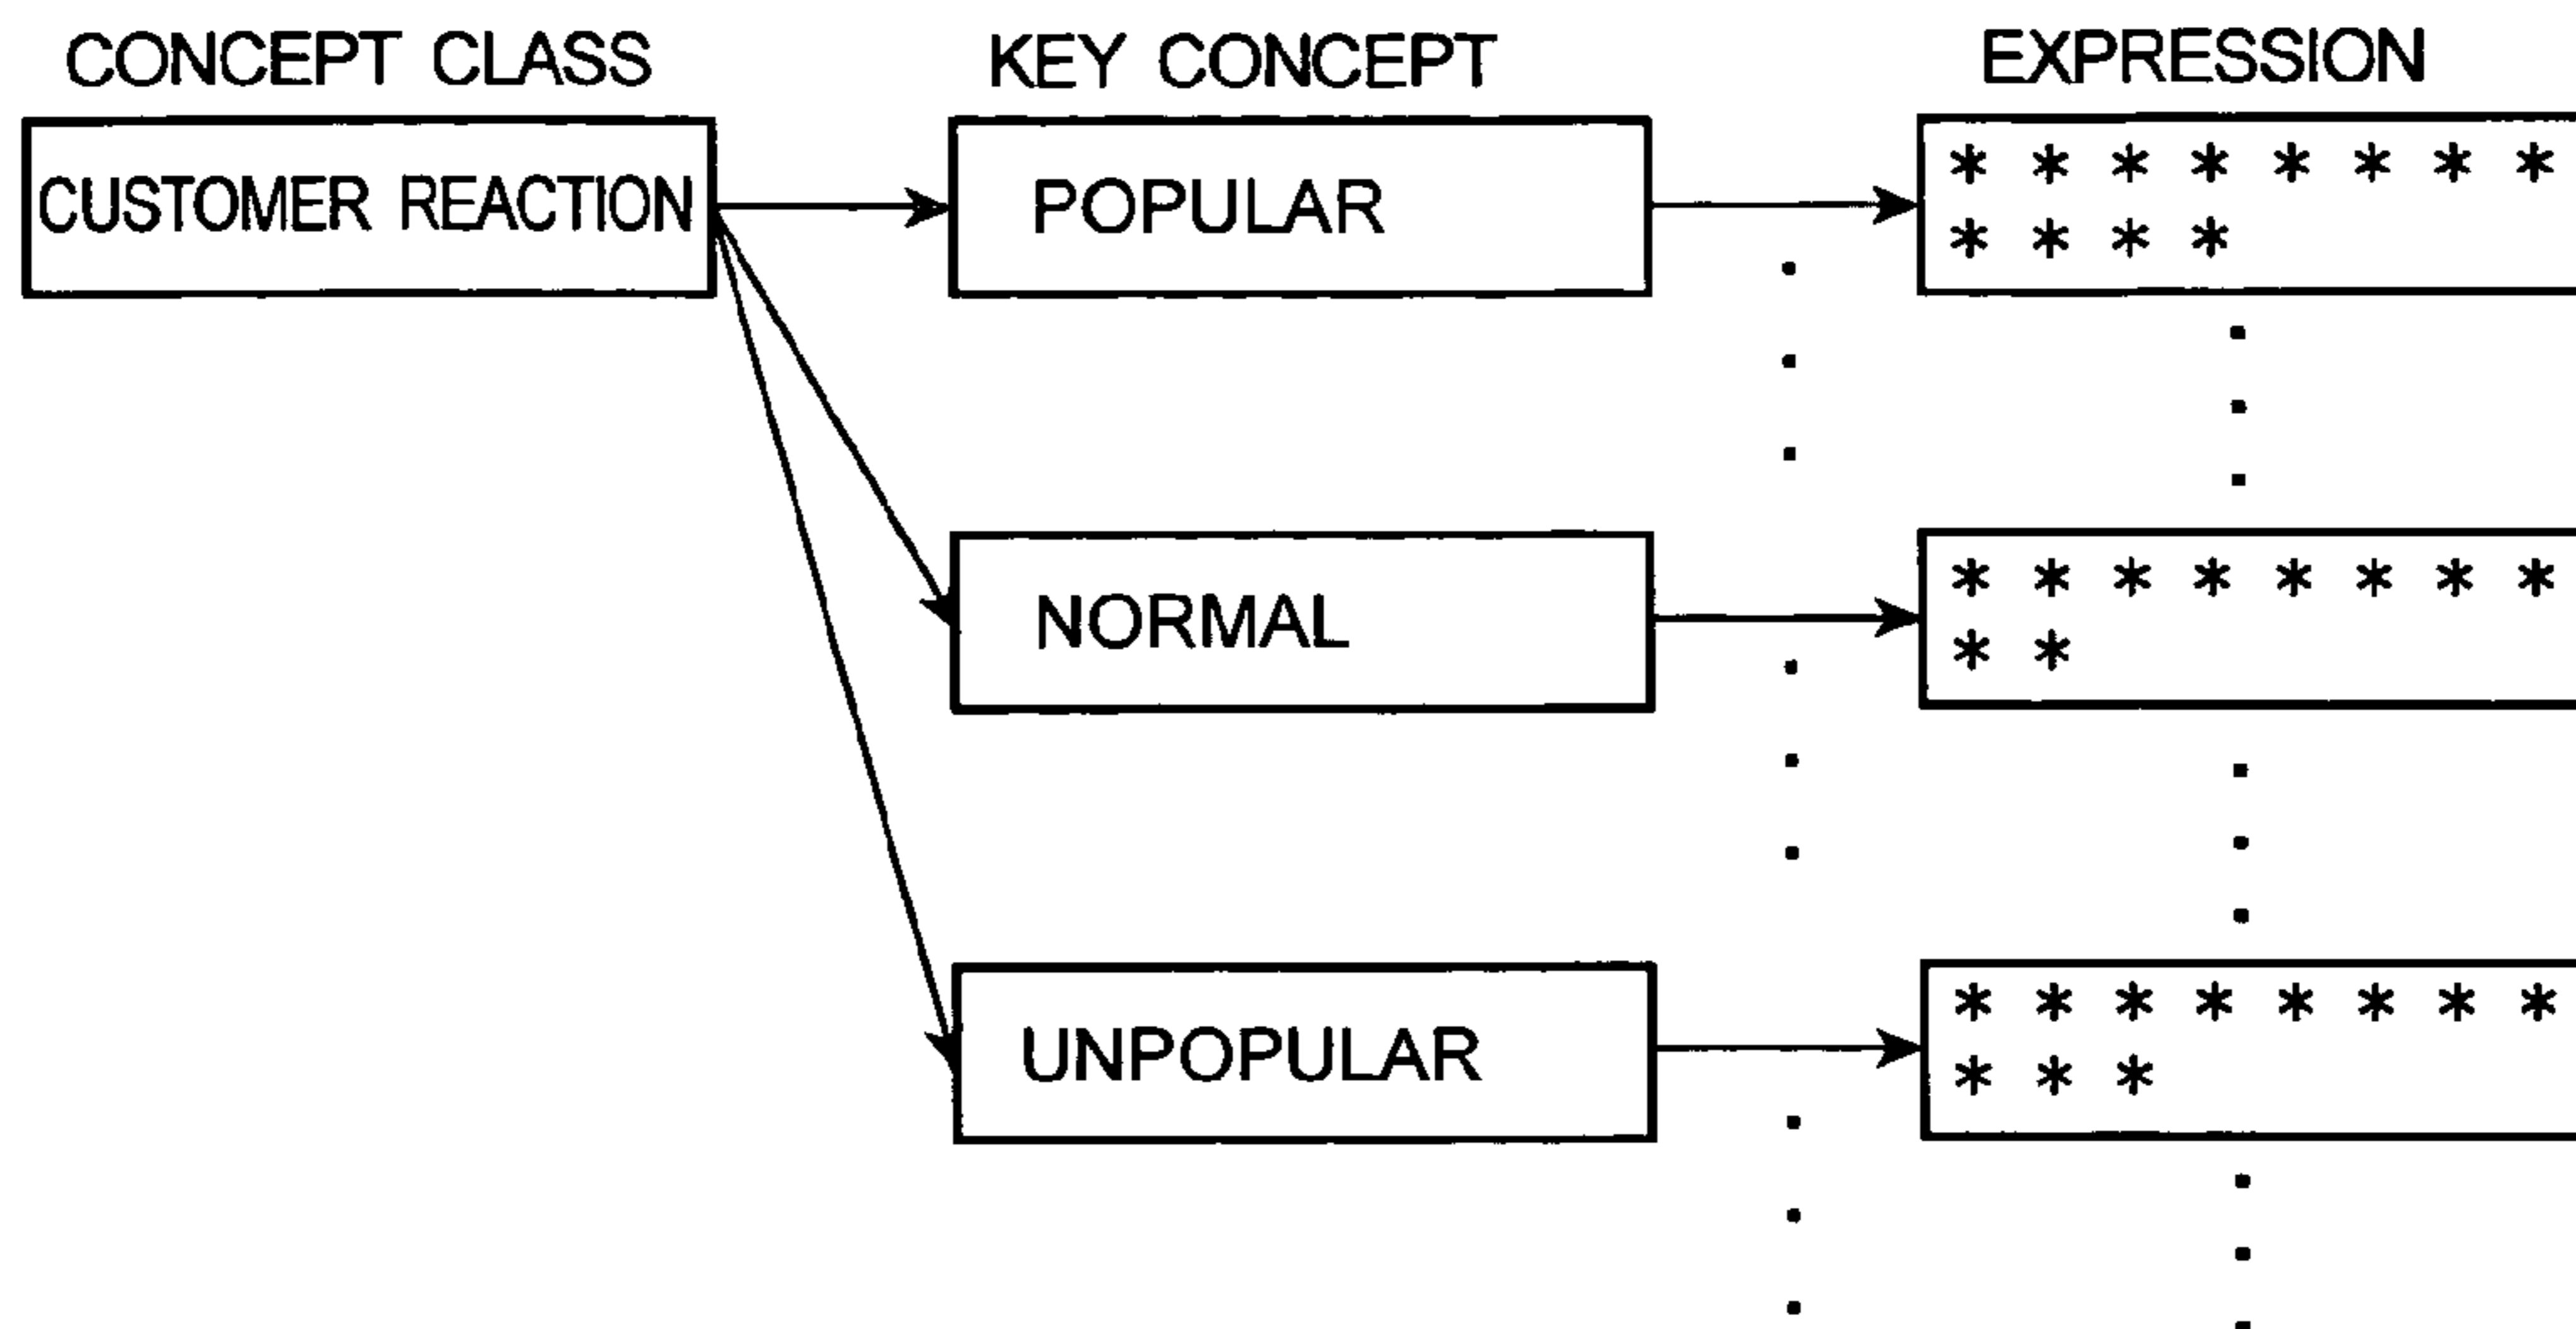 CONCEPT CLASS
KEY CONCEPT
EXPRESSION
CUSTOMER REACTION
POPULAR
* * * * * * * *
* * * *
NORMAL
* * * * * * * *
* *
UNPOPULAR
* * * * * * * *
* * *